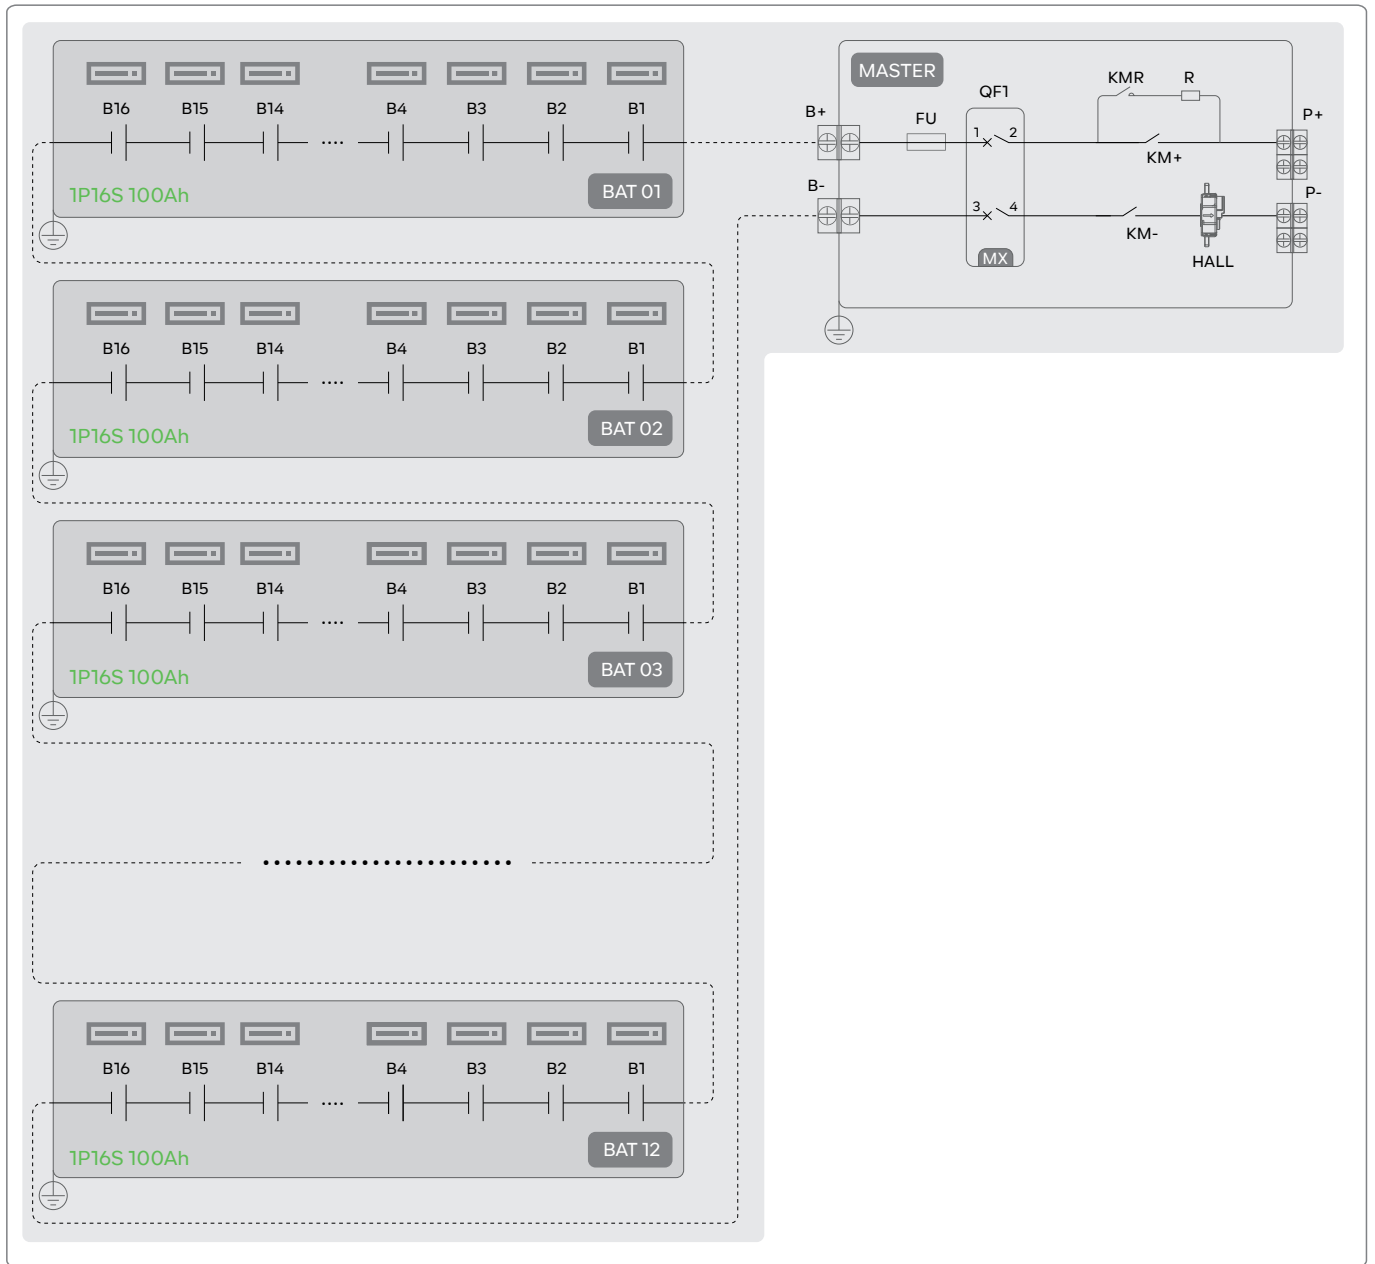 B16 B15 B14 B4 B3 B2 B1
1P16S 100Ah
BAT 01
MASTER
B+
FU
QF1
1 2
KMR R
KM+
P+
B-
3 4
MX
KM-
HALL
P-
B16 B15 B14 .... B4 B3 B2 B1
1P16S 100Ah
BAT 02
B16 B15 B14 .... B4 B3 B2 B1
1P16S 100Ah
BAT 03
B16 B15 B14 .... B4 B3 B2 B1
1P16S 100Ah
BAT 12